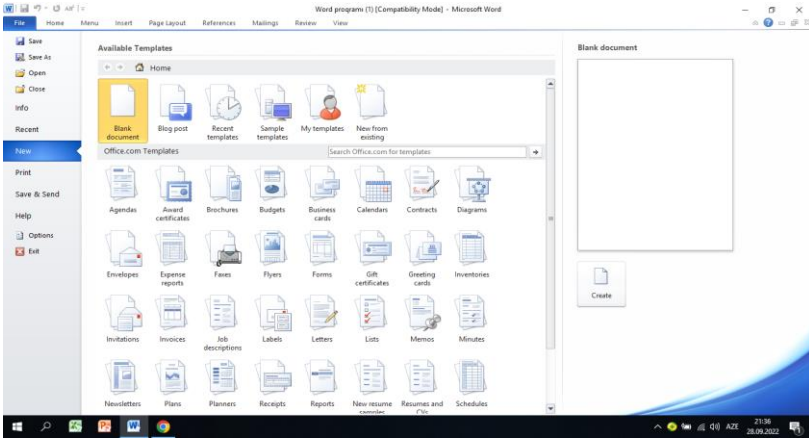 Word programı (1) [Compatibility Mode] - Microsoft Word
File Home Menu Insert Page Layout References Mailings Review View
Save
Save As
Open
Close
Info
Recent
New
Print
Save & Send
Help
Options
Exit
Available Templates
Home
Blank document
Blog post
Recent templates
Sample templates
My templates
New from existing
Office.com Templates
Search Office.com for templates
Agendas
Award certificates
Brochures
Budgets
Business cards
Calendars
Contracts
Diagrams
Envelopes
Expense reports
Faxes
Flyers
Forms
Gift certificates
Greeting cards
Inventories
Invitations
Invoices
Job descriptions
Labels
Letters
Lists
Memos
Minutes
Newsletters
Plans
Planners
Receipts
Reports
New resume samples
Resumes and CVs
Schedules
Blank document
Create
AZE
21:36
28.09.2022